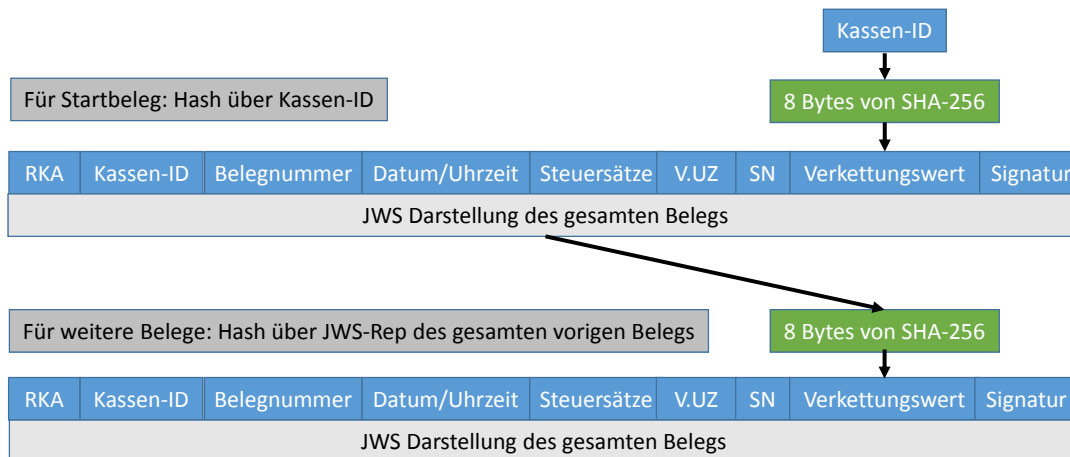 Kassen-ID
Für Startbeleg: Hash über Kassen-ID
8 Bytes von SHA-256
RKA Kassen-ID Belegnummer Datum/Uhrzeit Steuersätze V.UZ SN Verkettungswert Signatur
JWS Darstellung des gesamten Belegs
Für weitere Belege: Hash über JWS-Rep des gesamten vorigen Belegs
8 Bytes von SHA-256
RKA Kassen-ID Belegnummer Datum/Uhrzeit Steuersätze V.UZ SN Verkettungswert Signatur
JWS Darstellung des gesamten Belegs